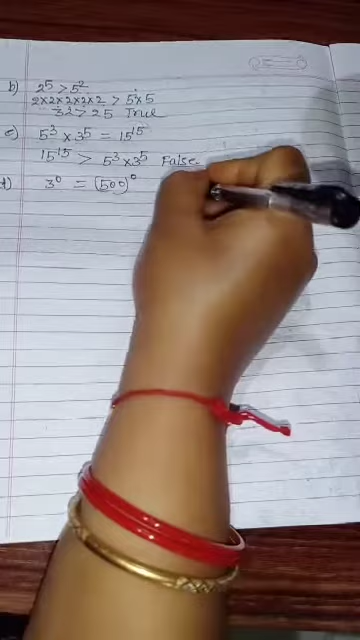 b) 2⁵ > 5²
2×2×2×2×2 > 5×5
32 > 25 True
c) 5³ × 3⁵ = 15¹⁵
15¹⁵ > 5³×3⁵ False
d) 3⁰ = (500)⁰